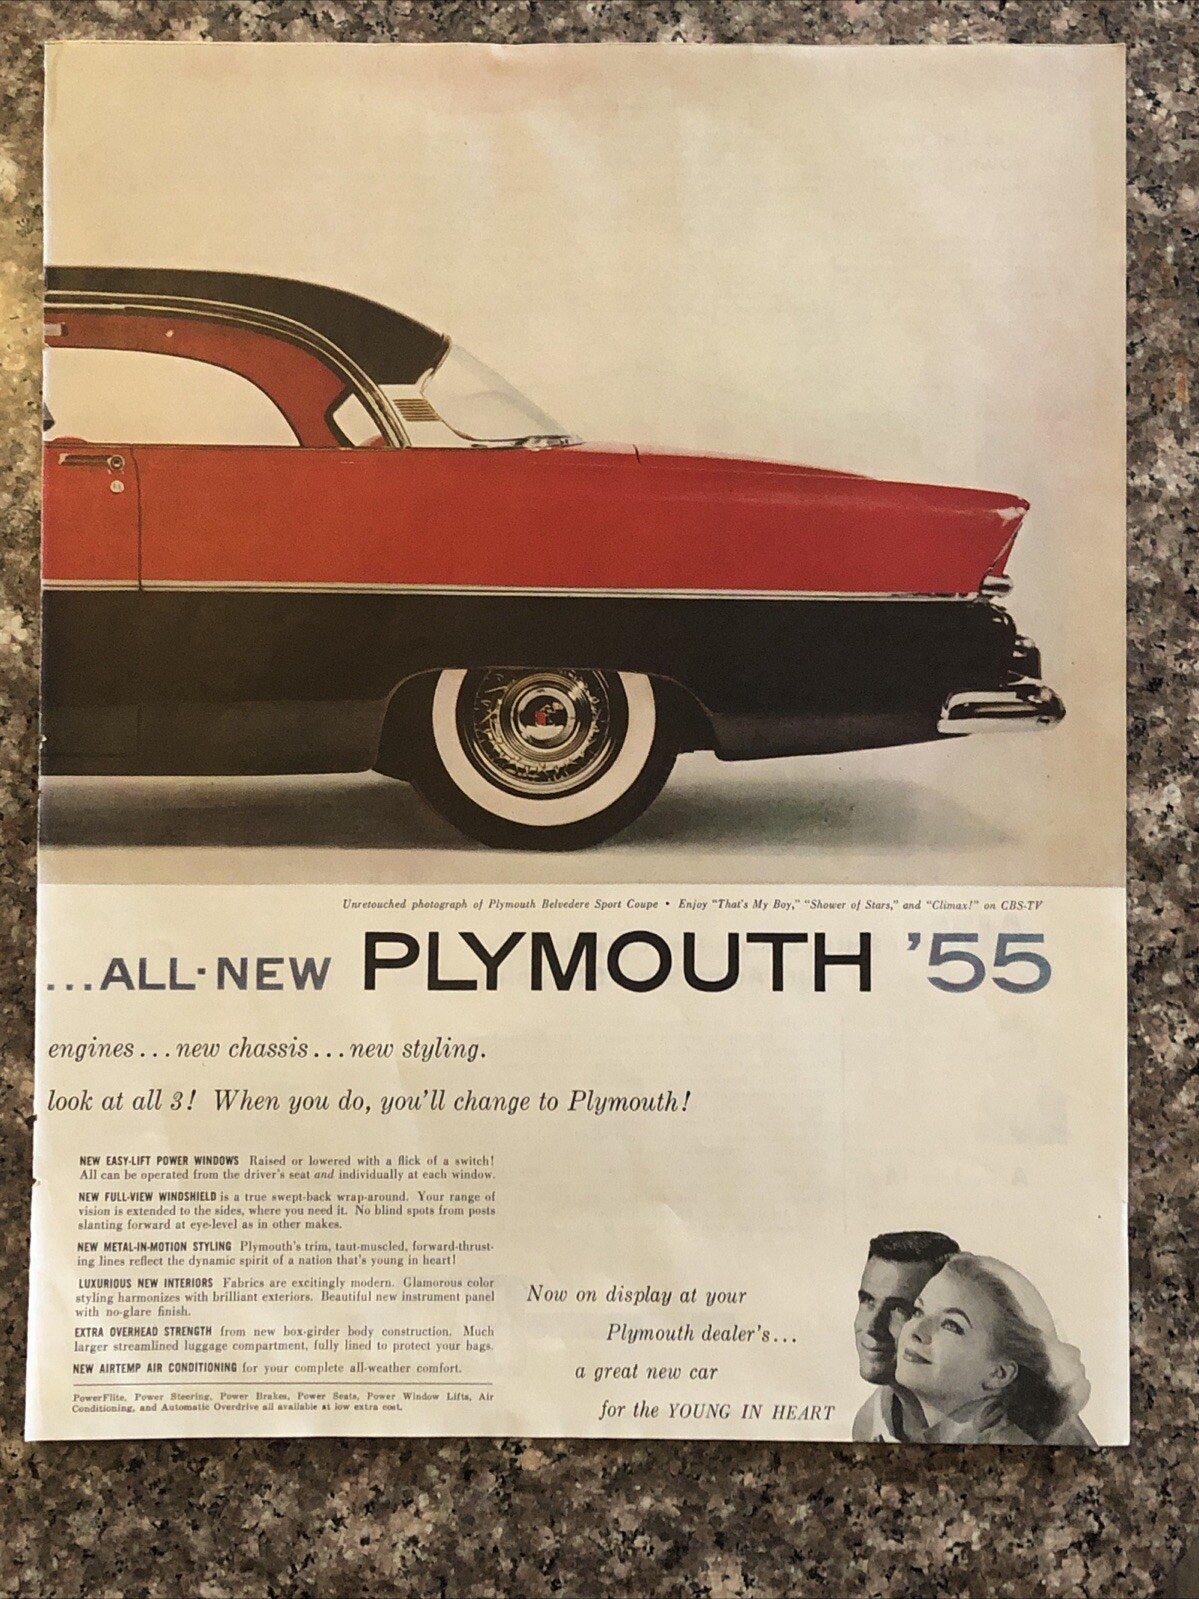 Unretouched photograph of Plymouth Belvedere Sport Coupe • Enjoy "That's My Boy," "Shower of Stars," and "Climax!" on CBS-TV
...ALL-NEW PLYMOUTH '55
engines...new chassis...new styling.
look at all 3! When you do, you'll change to Plymouth!
NEW EASY-LIFT POWER WINDOWS Raised or lowered with a flick of a switch!
All can be operated from the driver's seat and individually at each window.
NEW FULL-VIEW WINDSHIELD is a true swept-back wrap-around. Your range of
vision is extended to the sides, where you need it. No blind spots from posts
slanting forward at eye-level as in other makes.
NEW METAL-IN-MOTION STYLING Plymouth's trim, taut-muscled, forward-thrust-
ing lines reflect the dynamic spirit of a nation that's young in heart!
LUXURIOUS NEW INTERIORS Fabrics are excitingly modern. Glamorous color
styling harmonizes with brilliant exteriors. Beautiful new instrument panel
with no-glare finish.
EXTRA OVERHEAD STRENGTH from new box-girder body construction. Much
larger streamlined luggage compartment, fully lined to protect your bags.
NEW AIRTEMP AIR CONDITIONING for your complete all-weather comfort.
PowerFlite, Power Steering, Power Brakes, Power Seats, Power Window Lifts, Air
Conditioning, and Automatic Overdrive all available at low extra cost.
Now on display at your
Plymouth dealer's...
a great new car
for the YOUNG IN HEART